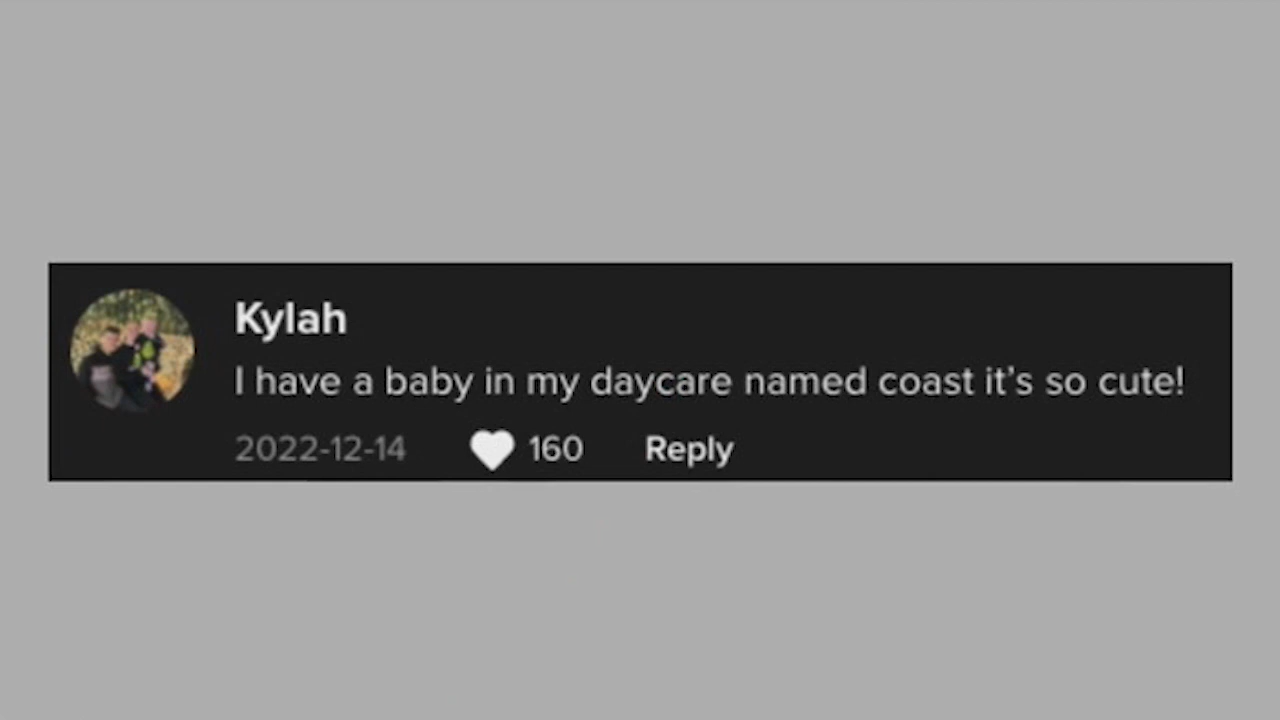 Kylah
I have a baby in my daycare named coast it’s so cute!
2022-12-14 160 Reply